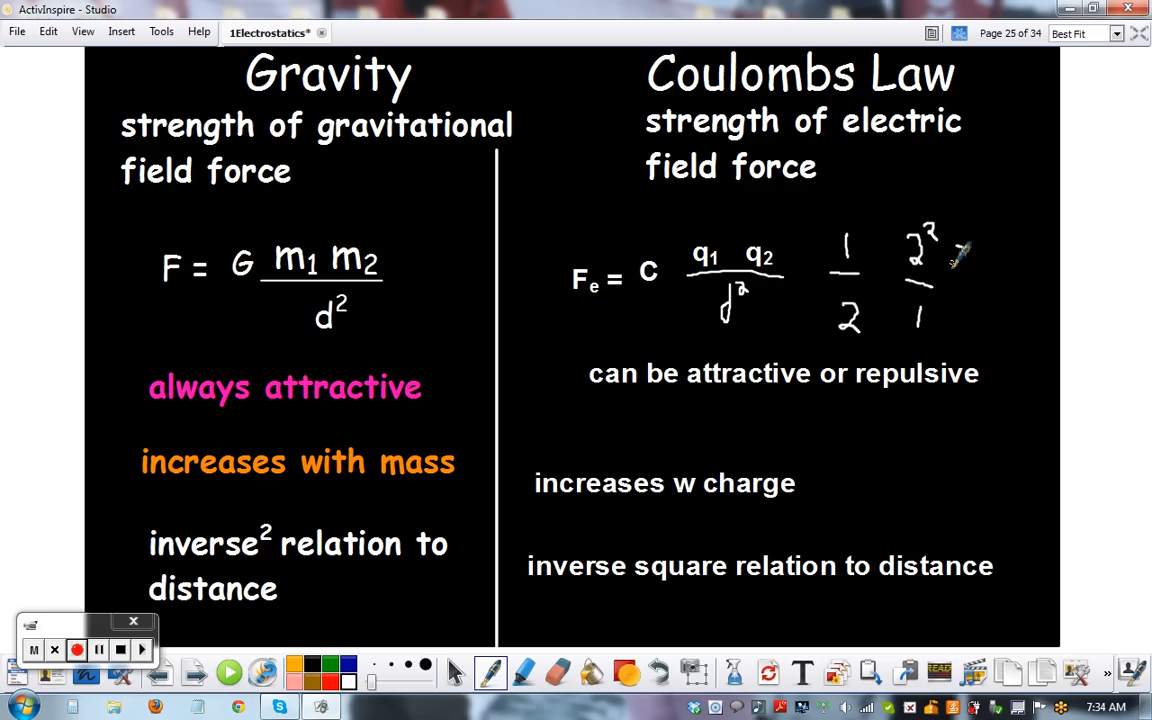 ActivInspire - Studio
File Edit View Insert Tools Help 1Electrostatics* Page 25 of 34 Best Fit
Gravity
strength of gravitational
field force
F = G m₁ m₂
d²
always attractive
increases with mass
inverse² relation to
distance
Coulombs Law
strength of electric
field force
Fₑ = C q₁ q₂
d²
1 2²
2 1
can be attractive or repulsive
increases w charge
inverse square relation to distance
M
READ
T
»
7:34 AM